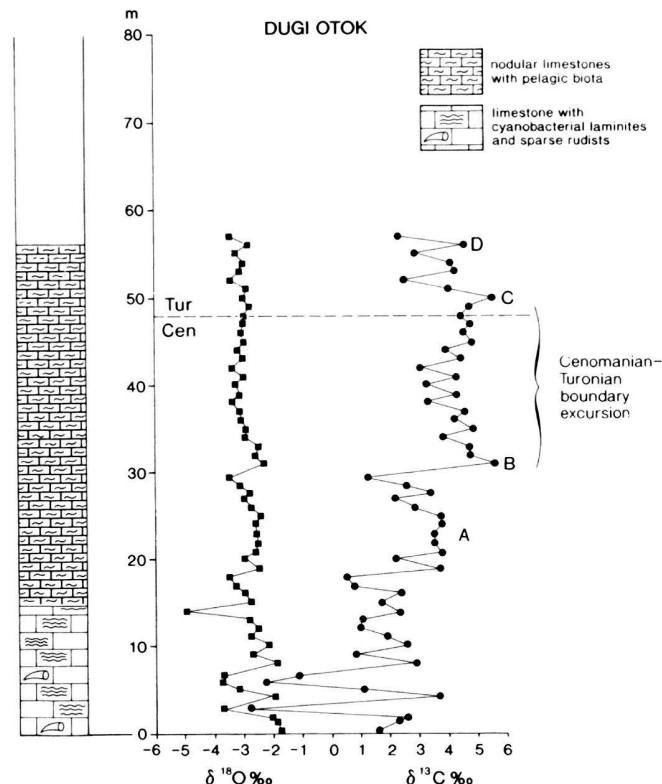 m
DUGI OTOK
80
70
60
50
40
30
20
10
0
nodular limestones
with pelagic biota
limestone with
cyanobacterial laminites
and sparse rudists
D
C
Tur
Cen
Cenomanian–
Turonian
boundary
excursion
B
A
-6 -5 -4 -3 -2 -1 0 1 2 3 4 5 6
δ ¹⁸O ‰ δ ¹³C ‰